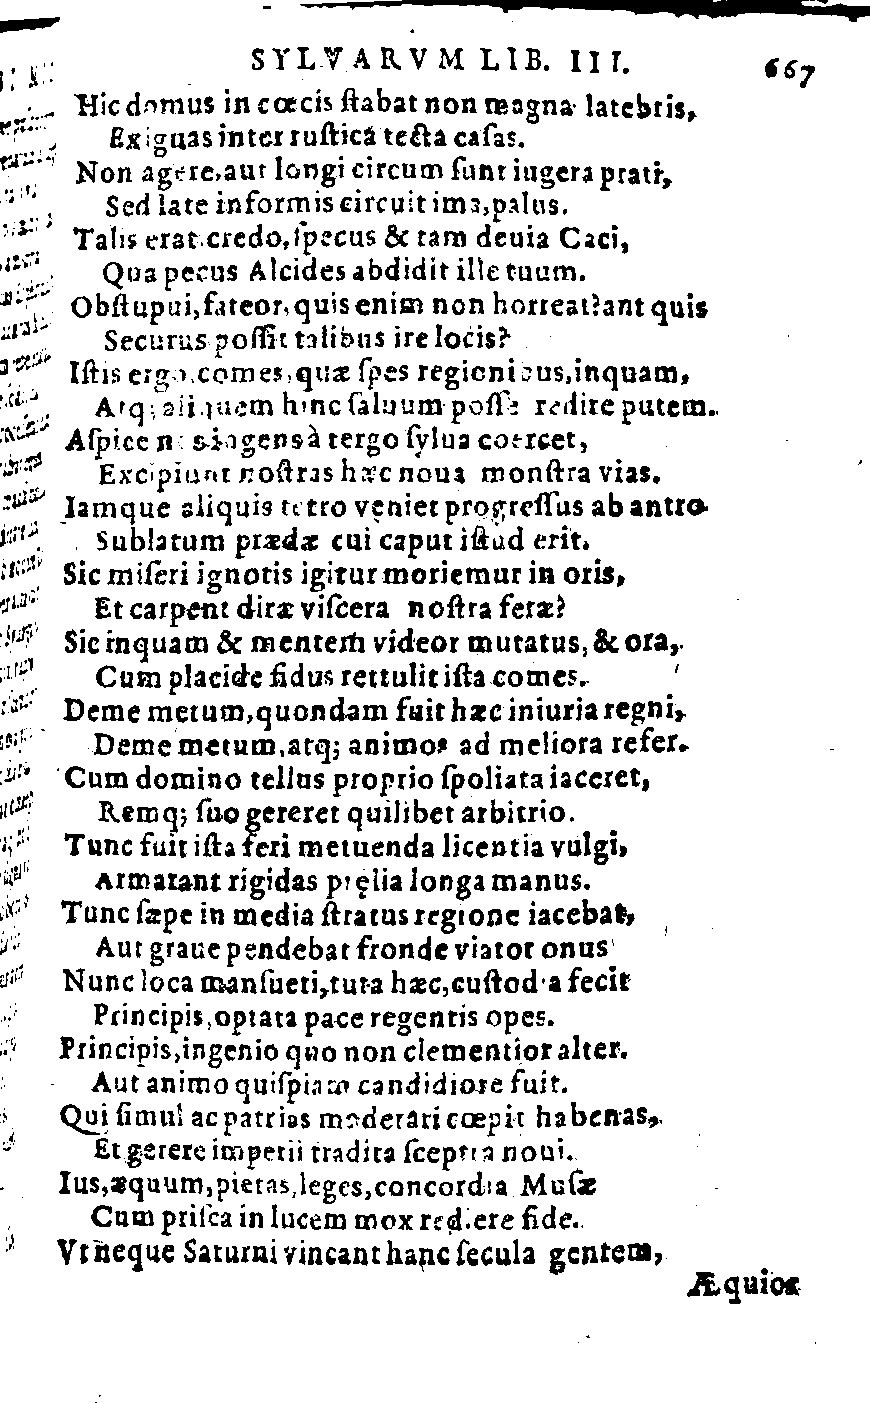 SYLVARVM LIB. III. 667
Hic domus in cœcis ſtabat non magna latebris,
Exiguas inter ruſtica tecta caſas.
Non agere, aut longi circum ſunt iugera prati,
Sed late informis circuit ima, palus.
Talis erat credo, ſpecus & tam deuia Caci,
Qua pecus Alcides abdidit ille tuum.
Obſtupui, fateor, quis enim non horreat? ant quis
Securus poſſit talibus ire locis?
Iſtis ergo, comes, quæ ſpes regionibus, inquam,
Atq; aliquem hinc ſaluum poſſe redire putem.
Aſpice ingens à tergo ſylua coercet,
Excipiunt noſtras hæc noua monſtra vias.
Iamque aliquis tetro vęniet progreſſus ab antro
Sublatum prædæ cui caput iſtud erit.
Sic miſeri ignotis igitur moriemur in oris,
Et carpent diræ viſcera noſtra feræ?
Sic inquam & mentem videor mutatus, & ora,
Cum placide fidus rettulit iſta comes.
Deme metum, quondam fuit hæc iniuria regni,
Deme metum, atq; animos ad meliora refer.
Cum domino tellus proprio ſpoliata iaceret,
Remq; ſuo gereret quilibet arbitrio.
Tunc fuit iſta feri metuenda licentia vulgi,
Armarant rigidas pręlia longa manus.
Tunc ſæpe in media ſtratus regione iacebat,
Aut graue pendebat fronde viator onus
Nunc loca manſueti, tuta hæc, cuſtodia fecit
Principis, optata pace regentis opes.
Principis, ingenio quo non clementior alter.
Aut animo quiſpiam candidiore fuit.
Qui ſimul ac patrias moderari cœpit habenas,
Et gerere imperii tradita ſceptra noui.
Ius, æquum, pietas, leges, concordia Muſæ
Cum priſca in lucem mox rediere fide.
Vt neque Saturni vincant hanc ſecula gentem,
Æquior